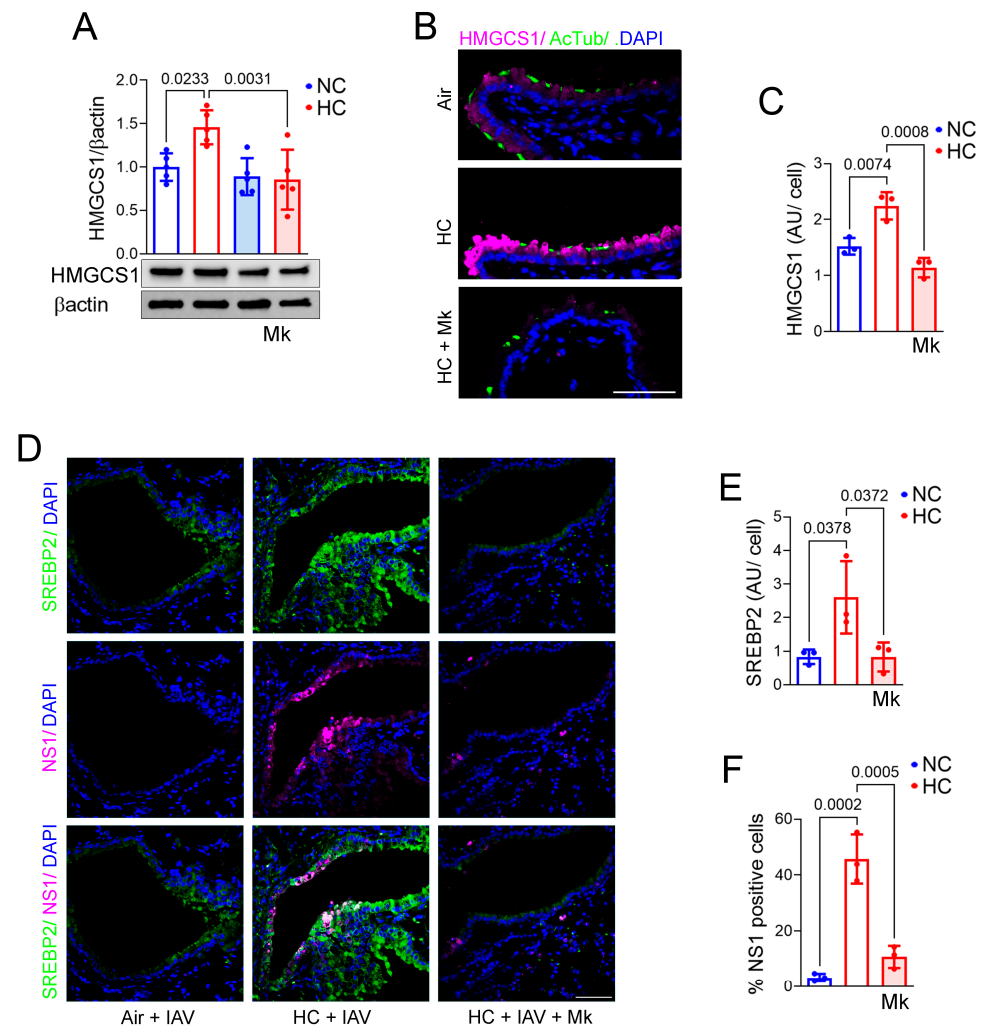 A
HMGCS1/βactin
2.0
1.5
1.0
0.5
0.0
0.0233
0.0031
NC
HC
HMGCS1
βactin
Mk
B
HMGCS1/ AcTub/ .DAPI
Air
HC
HC + Mk
C
HMGCS1 (AU/ cell)
3
2
1
0
0.0074
0.0008
NC
HC
Mk
D
SREBP2/ DAPI
NS1/ DAPI
SREBP2/ NS1/ DAPI
Air + IAV
HC + IAV
HC + IAV + Mk
E
SREBP2 (AU/ cell)
5
4
3
2
1
0
0.0378
0.0372
NC
HC
Mk
F
% NS1 positive cells
60
40
20
0
0.0002
0.0005
NC
HC
Mk